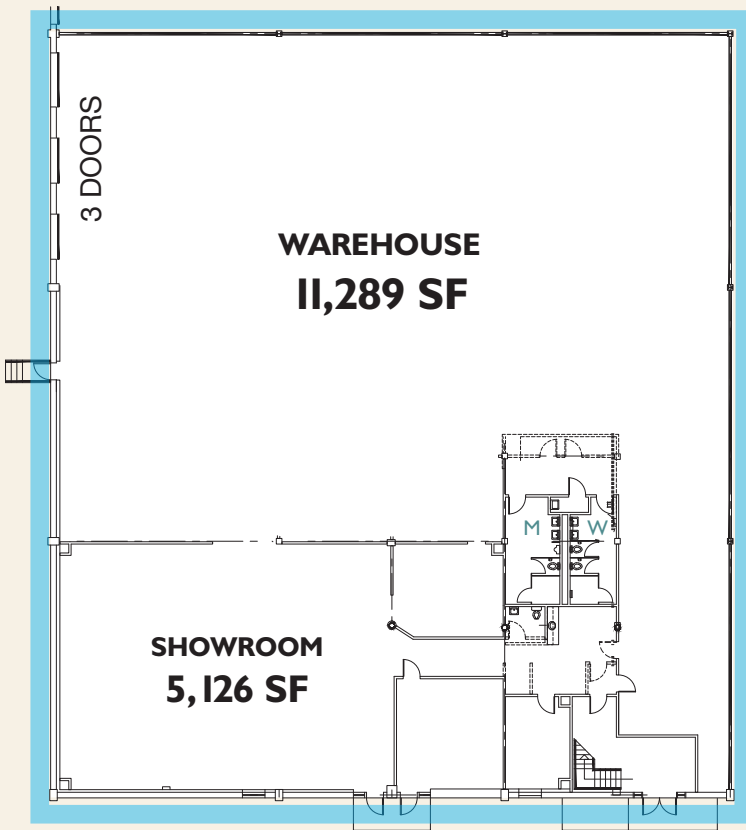 3 DOORS
WAREHOUSE
11,289 SF
M W
SHOWROOM
5,126 SF